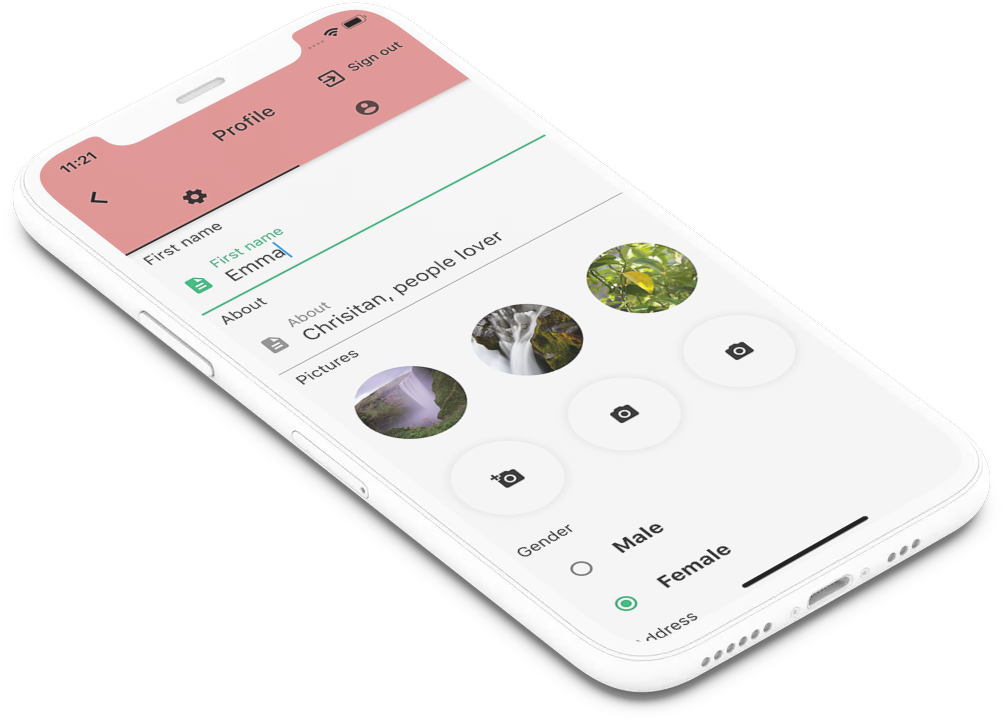 11:21
Sign out
Profile
First name
First name
Emma
About
About
Chrisitan, people lover
Pictures
Gender
Male
Female
ddress